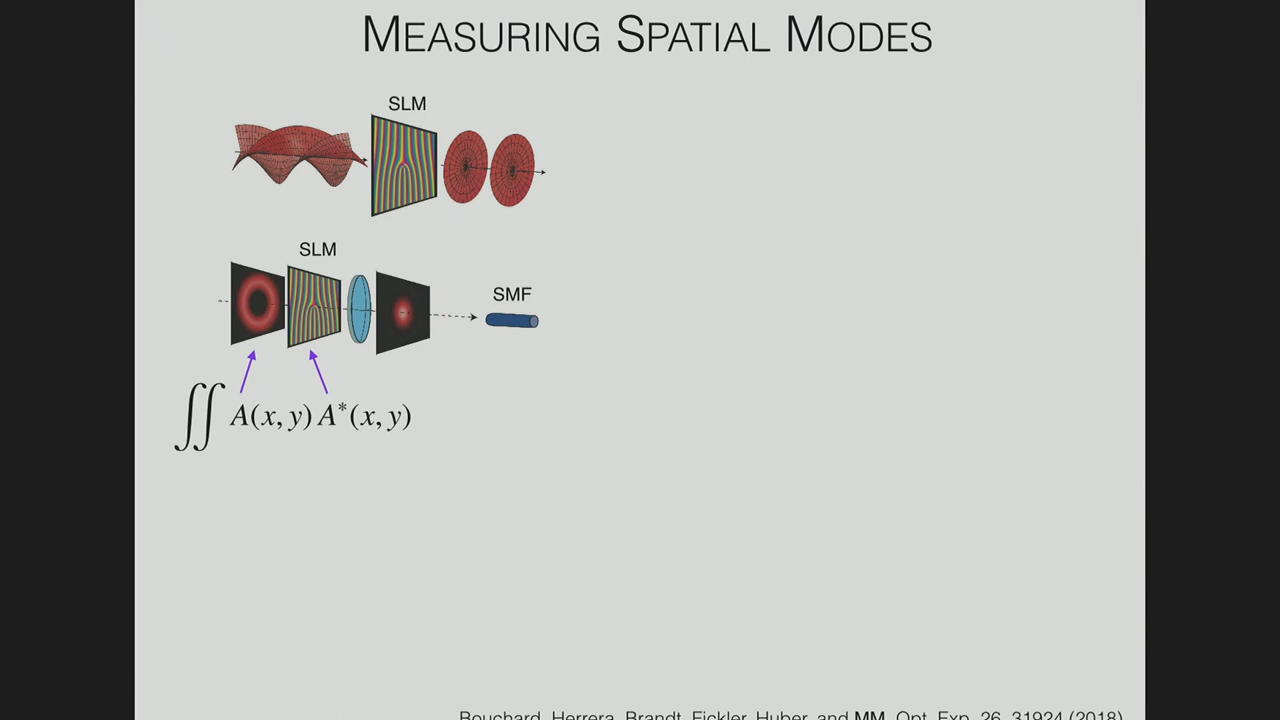 MEASURING SPATIAL MODES
SLM
SLM
SMF
∬ A(x, y) A*(x, y)
Bouchard, Herrera, Brandt, Fickler, Huber, and MM, Opt. Exp. 26, 31924 (2018)